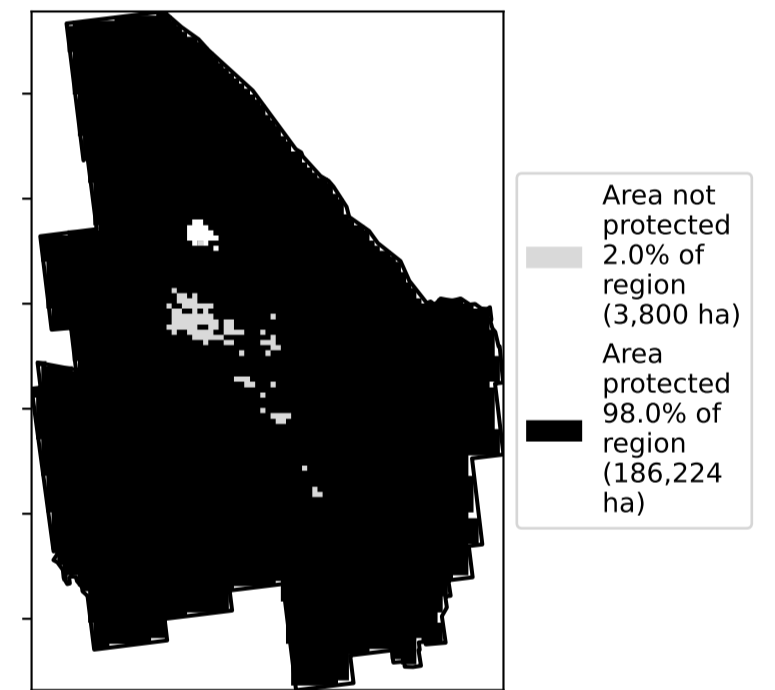 Area not
protected
2.0% of
region
(3,800 ha)
Area
protected
98.0% of
region
(186,224
ha)